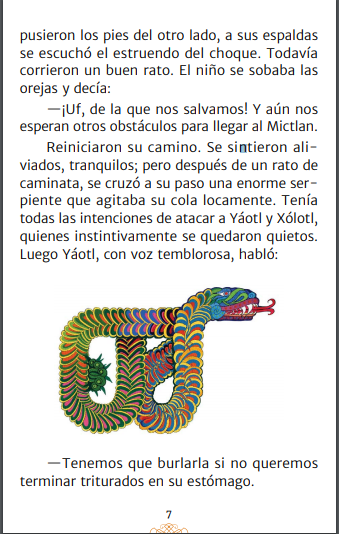 pusieron los pies del otro lado, a sus espaldas
se escuchó el estruendo del choque. Todavía
corrieron un buen rato. El niño se sobaba las
orejas y decía:
—¡Uf, de la que nos salvamos! Y aún nos
esperan otros obstáculos para llegar al Mictlan.
Reiniciaron su camino. Se sintieron ali-
viados, tranquilos; pero después de un rato de
caminata, se cruzó a su paso una enorme ser-
piente que agitaba su cola locamente. Tenía
todas las intenciones de atacar a Yáotl y Xólotl,
quienes instintivamente se quedaron quietos.
Luego Yáotl, con voz temblorosa, habló:
—Tenemos que burlarla si no queremos
terminar triturados en su estómago.
7